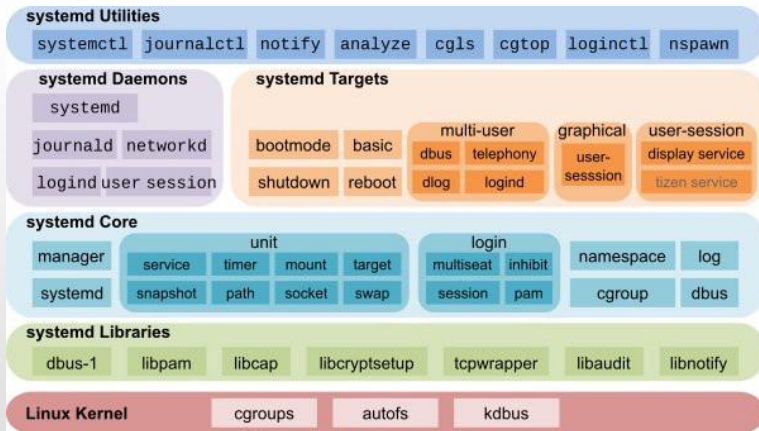 systemd Utilities
systemctl journalctl notify analyze cgls cgtop loginctl nspawn
systemd Daemons
systemd
journald networkd
logind user session
systemd Targets
bootmode basic
shutdown reboot
multi-user
dbus telephony
dlog logind
graphical
user-
sesssion
user-session
display service
tizen service
systemd Core
manager
systemd
unit
service timer mount target
snapshot path socket swap
login
multiseat inhibit
session pam
namespace log
cgroup dbus
systemd Libraries
dbus-1 libpam libcap libcryptsetup tcpwrapper libaudit libnotify
Linux Kernel cgroups autofs kdbus